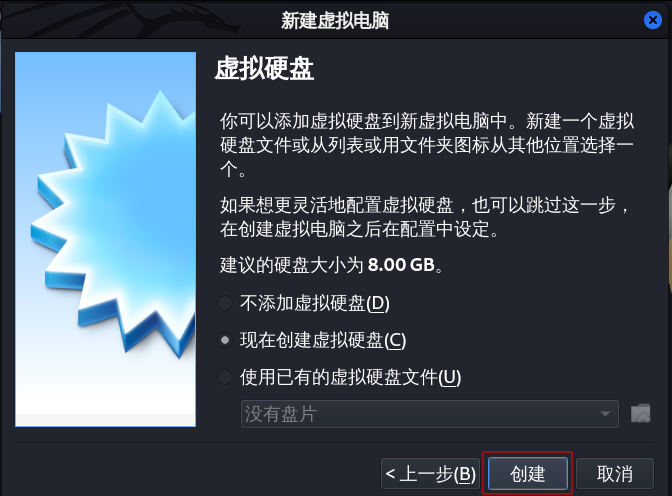 新建虚拟电脑
虚拟硬盘
你可以添加虚拟硬盘到新虚拟电脑中。新建一个虚拟
硬盘文件或从列表或用文件夹图标从其他位置选择一
个。
如果想更灵活地配置虚拟硬盘，也可以跳过这一步，
在创建虚拟电脑之后在配置中设定。
建议的硬盘大小为 8.00 GB。
不添加虚拟硬盘(D)
现在创建虚拟硬盘(C)
使用已有的虚拟硬盘文件(U)
没有盘片
< 上一步(B) 创建 取消